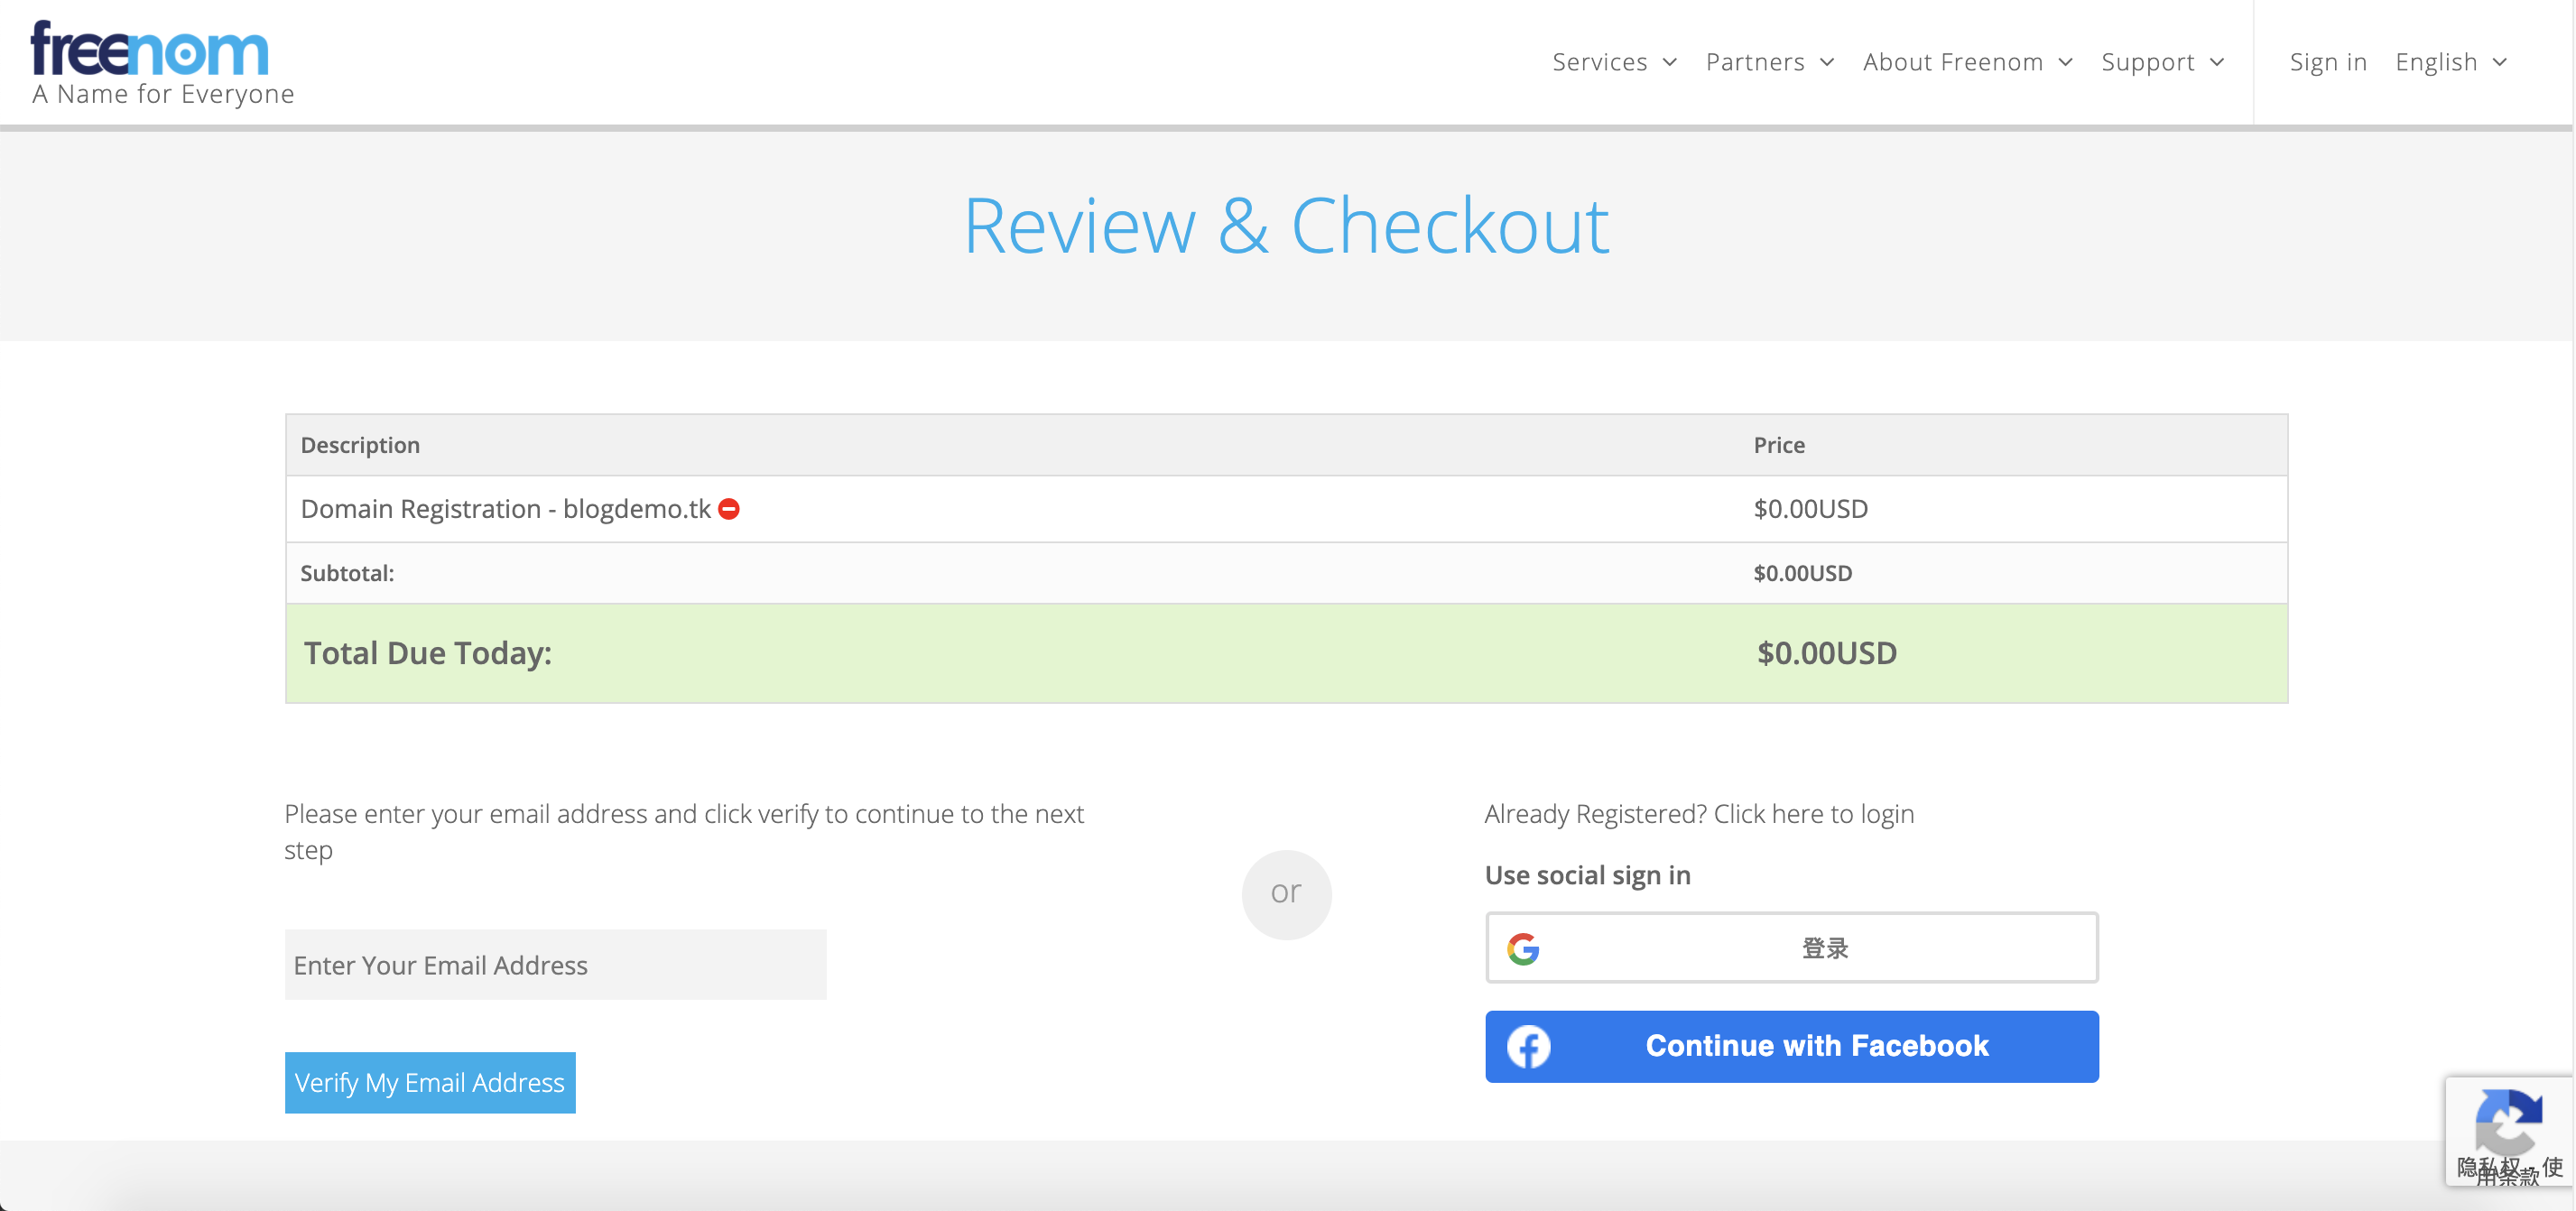 freenom
A Name for Everyone
Services Partners About Freenom Support Sign in English
Review & Checkout
Description Price
Domain Registration - blogdemo.tk $0.00USD
Subtotal: $0.00USD
Total Due Today: $0.00USD
Please enter your email address and click verify to continue to the next
step
Enter Your Email Address
Verify My Email Address
or
Already Registered? Click here to login
Use social sign in
登录
Continue with Facebook
隐私权 - 使
用条款